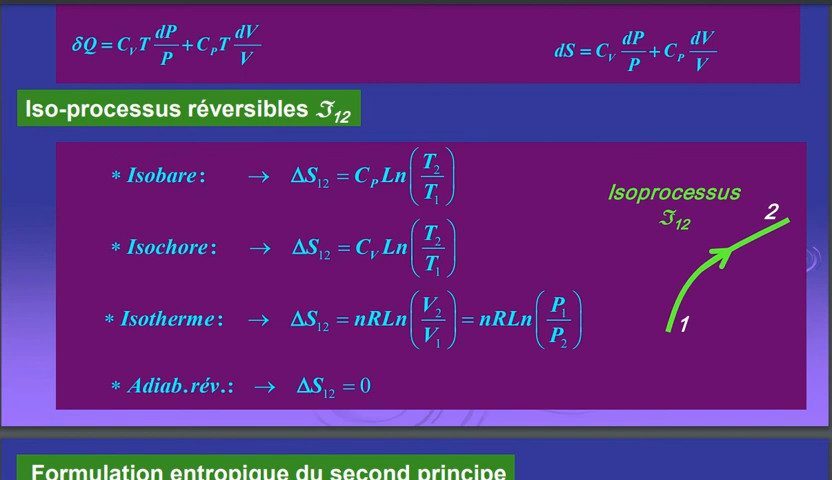 δQ = C_V T dP/P + C_P T dV/V
dS = C_V dP/P + C_P dV/V
Iso-processus réversibles ℑ₁₂
* Isobare: → ΔS₁₂ = C_P Ln(T₂/T₁)
* Isochore: → ΔS₁₂ = C_V Ln(T₂/T₁)
* Isotherme: → ΔS₁₂ = nRLn(V₂/V₁) = nRLn(P₁/P₂)
* Adiab.rév.: → ΔS₁₂ = 0
Isoprocessus
ℑ₁₂
2
1
Formulation entropique du second principe